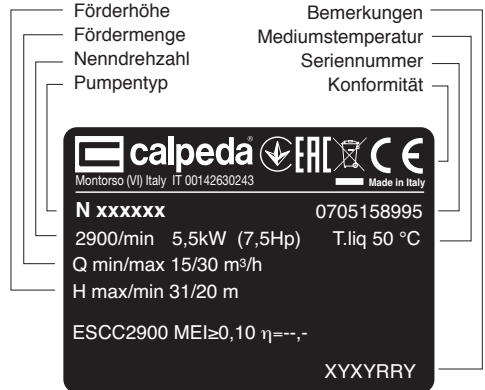 Förderhöhe Bemerkungen
Fördermenge Mediumstemperatur
Nenndrehzahl Seriennummer
Pumpentyp Konformität
calpeda® EAC CE
Montorso (VI) Italy IT 00142630243 Made in Italy
N xxxxxx 0705158995
2900/min 5,5kW (7,5Hp) T.liq 50 °C
Q min/max 15/30 m³/h
H max/min 31/20 m
ESCC2900 MEI≥0,10 η=--,-
XYXYRRY